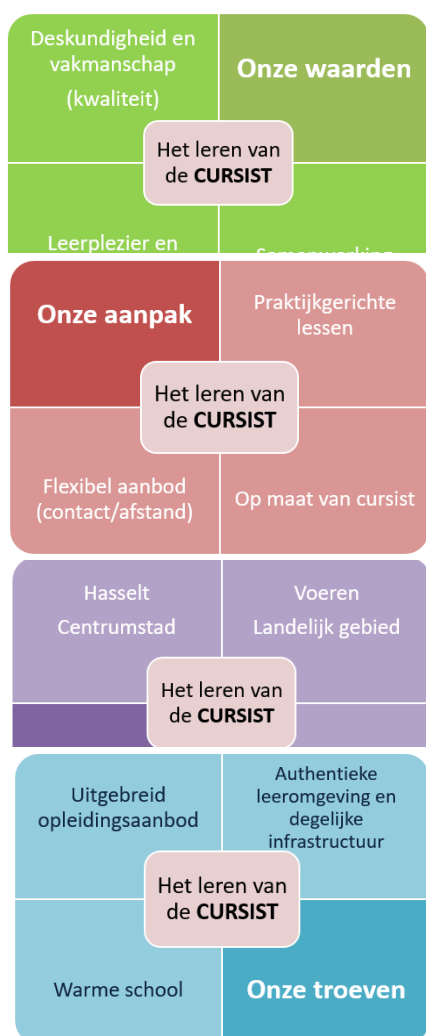 Deskundigheid en
vakmanschap
(kwaliteit)
Onze waarden
Het leren van
de CURSIST
Leerplezier en
Onze aanpak
Praktijkgerichte
lessen
Het leren van
de CURSIST
Flexibel aanbod
(contact/afstand)
Op maat van cursist
Hasselt
Centrumstad
Voeren
Landelijk gebied
Het leren van
de CURSIST
Uitgebreid
opleidingsaanbod
Authentieke
leeromgeving en
degelijke
infrastructuur
Het leren van
de CURSIST
Warme school
Onze troeven